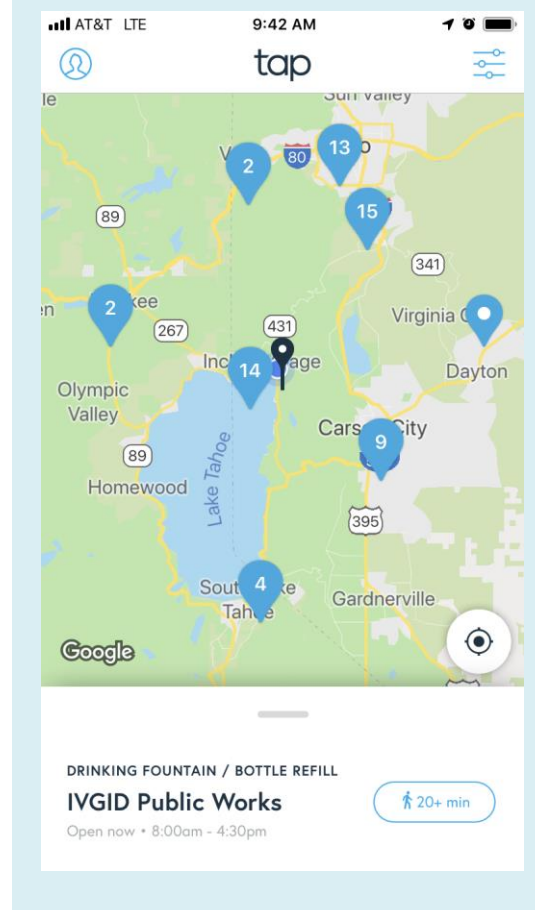 AT&T LTE 9:42 AM
tap
Sun Valley
80
13
2
89
15
341
2
267
431
Virginia
14
Dayton
Olympic
Valley
9
89
Homewood
Lake Tahoe
395
4
Gardnerville
Google
DRINKING FOUNTAIN / BOTTLE REFILL
IVGID Public Works
20+ min
Open now • 8:00am - 4:30pm